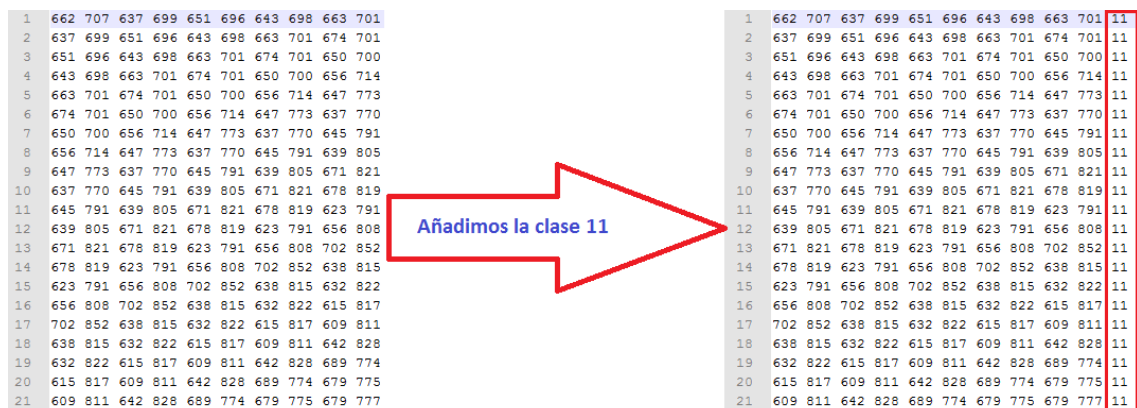 1 662 707 637 699 651 696 643 698 663 701
2 637 699 651 696 643 698 663 701 674 701
3 651 696 643 698 663 701 674 701 650 700
4 643 698 663 701 674 701 650 700 656 714
5 663 701 674 701 650 700 656 714 647 773
6 674 701 650 700 656 714 647 773 637 770
7 650 700 656 714 647 773 637 770 645 791
8 656 714 647 773 637 770 645 791 639 805
9 647 773 637 770 645 791 639 805 671 821
10 637 770 645 791 639 805 671 821 678 819
11 645 791 639 805 671 821 678 819 623 791
12 639 805 671 821 678 819 623 791 656 808
13 671 821 678 819 623 791 656 808 702 852
14 678 819 623 791 656 808 702 852 638 815
15 623 791 656 808 702 852 638 815 632 822
16 656 808 702 852 638 815 632 822 615 817
17 702 852 638 815 632 822 615 817 609 811
18 638 815 632 822 615 817 609 811 642 828
19 632 822 615 817 609 811 642 828 689 774
20 615 817 609 811 642 828 689 774 679 775
21 609 811 642 828 689 774 679 775 679 777
Añadimos la clase 11
1 662 707 637 699 651 696 643 698 663 701 11
2 637 699 651 696 643 698 663 701 674 701 11
3 651 696 643 698 663 701 674 701 650 700 11
4 643 698 663 701 674 701 650 700 656 714 11
5 663 701 674 701 650 700 656 714 647 773 11
6 674 701 650 700 656 714 647 773 637 770 11
7 650 700 656 714 647 773 637 770 645 791 11
8 656 714 647 773 637 770 645 791 639 805 11
9 647 773 637 770 645 791 639 805 671 821 11
10 637 770 645 791 639 805 671 821 678 819 11
11 645 791 639 805 671 821 678 819 623 791 11
12 639 805 671 821 678 819 623 791 656 808 11
13 671 821 678 819 623 791 656 808 702 852 11
14 678 819 623 791 656 808 702 852 638 815 11
15 623 791 656 808 702 852 638 815 632 822 11
16 656 808 702 852 638 815 632 822 615 817 11
17 702 852 638 815 632 822 615 817 609 811 11
18 638 815 632 822 615 817 609 811 642 828 11
19 632 822 615 817 609 811 642 828 689 774 11
20 615 817 609 811 642 828 689 774 679 775 11
21 609 811 642 828 689 774 679 775 679 777 11